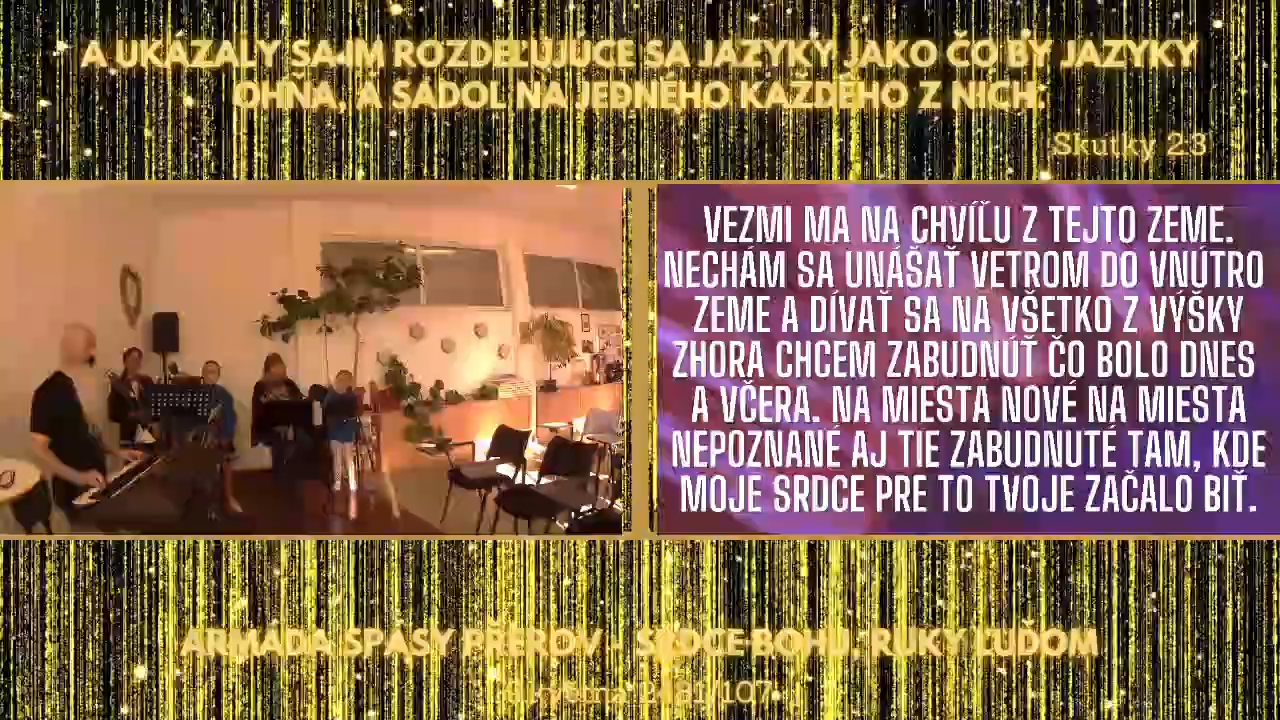 A UKÁZALY SA IM ROZDEĽUJÚCE SA JAZYKY JAKO ČO BY JAZYKY
OHŇA, A SADOL NA JEDNÉHO KAŽDÉHO Z NICH.
Skutky 2:3
VEZMI MA NA CHVÍĽU Z TEJTO ZEME.
NECHÁM SA UNÁŠAŤ VETROM DO VNÚTRO
ZEME A DÍVAŤ SA NA VŠETKO Z VÝŠKY
ZHORA CHCEM ZABUDNÚŤ ČO BOLO DNES
A VČERA. NA MIESTA NOVÉ NA MIESTA
NEPOZNANÉ AJ TIE ZABUDNUTÉ TAM, KDE
MOJE SRDCE PRE TO TVOJE ZAČALO BIŤ.
ARMÁDA SPÁSY PŘEROV - SRDCE BOHU, RUKY ĽUĎOM